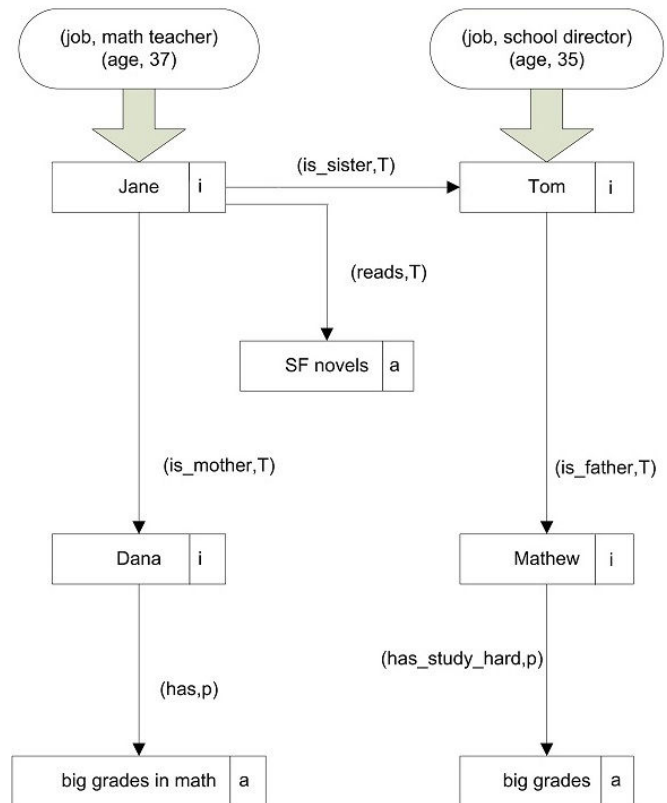 (job, math teacher)
(age, 37)
(job, school director)
(age, 35)
Jane i
(is_sister,T)
Tom i
(reads,T)
SF novels a
(is_mother,T)
(is_father,T)
Dana i
Mathew i
(has_study_hard,p)
(has,p)
big grades in math a
big grades a